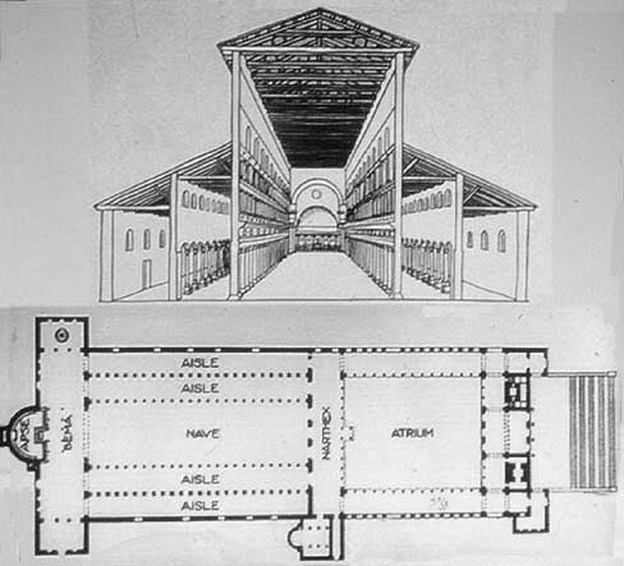 AISLE
AISLE
APSE
BEMA
NAVE
NARTHEX
ATRIUM
AISLE
AISLE